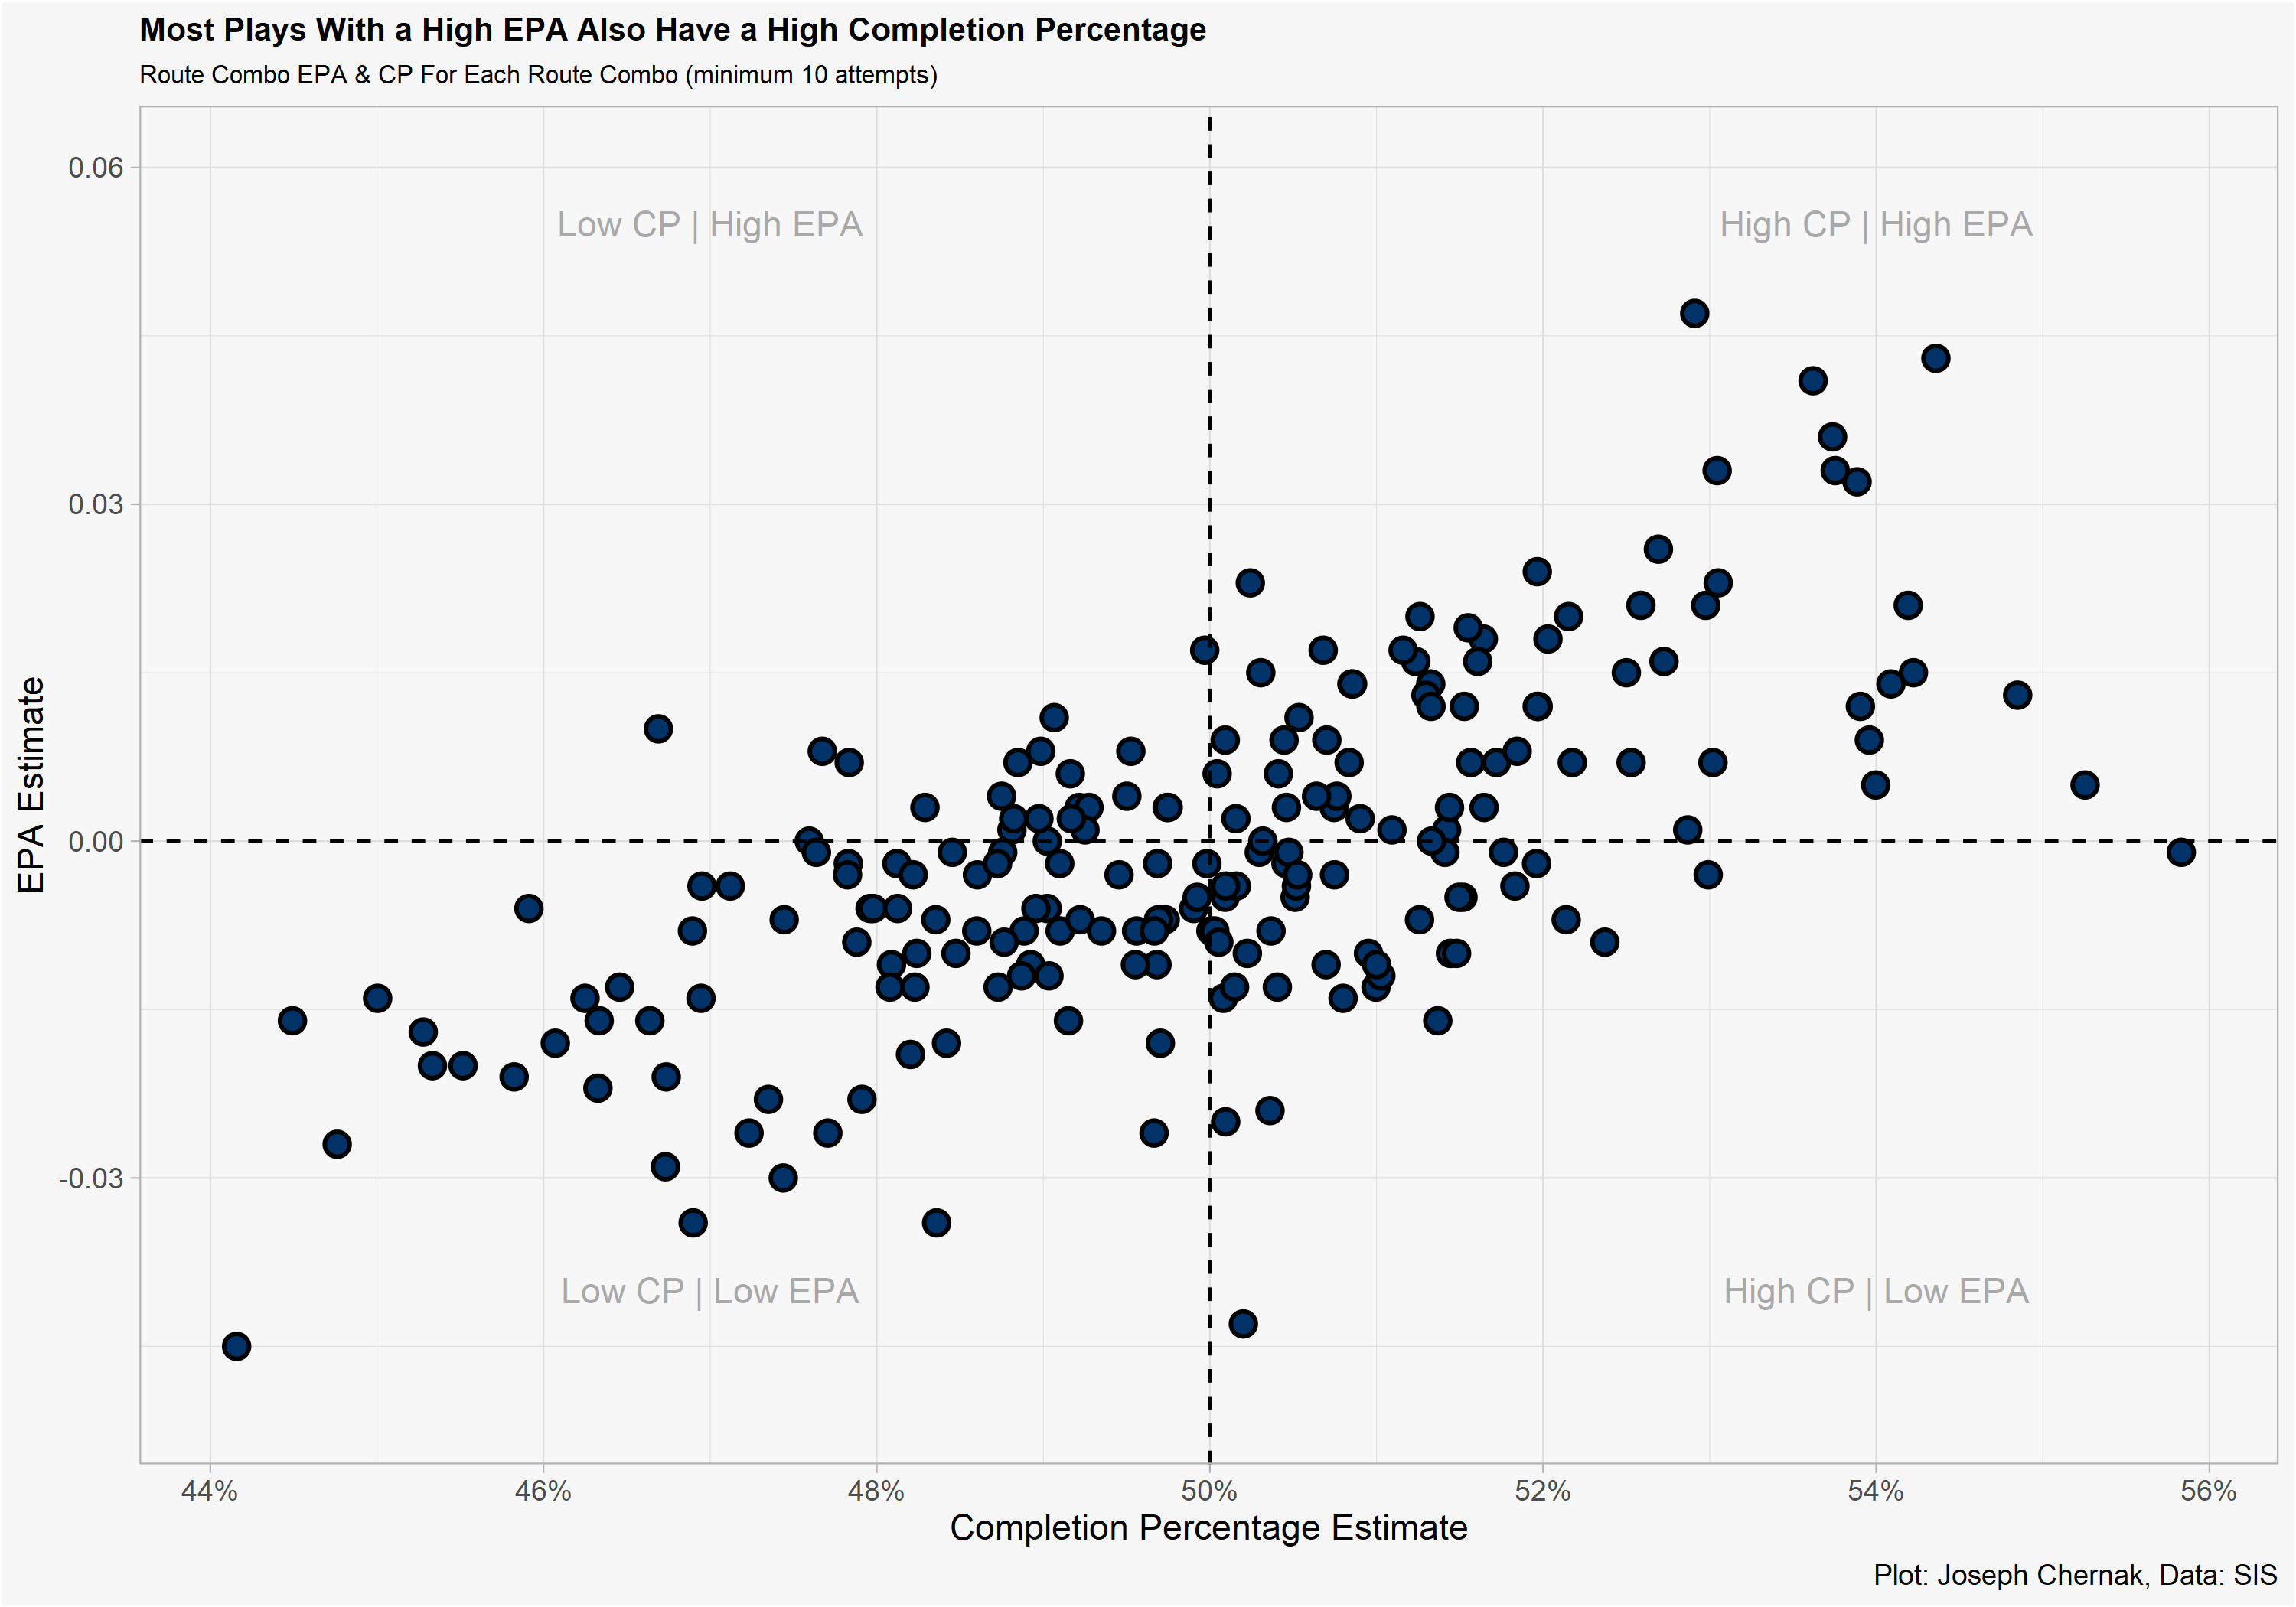 Most Plays With a High EPA Also Have a High Completion Percentage
Route Combo EPA & CP For Each Route Combo (minimum 10 attempts)
0.06
Low CP | High EPA
High CP | High EPA
0.03
EPA Estimate
0.00
-0.03
Low CP | Low EPA
High CP | Low EPA
44%
46%
48%
50%
52%
54%
56%
Completion Percentage Estimate
Plot: Joseph Chernak, Data: SIS